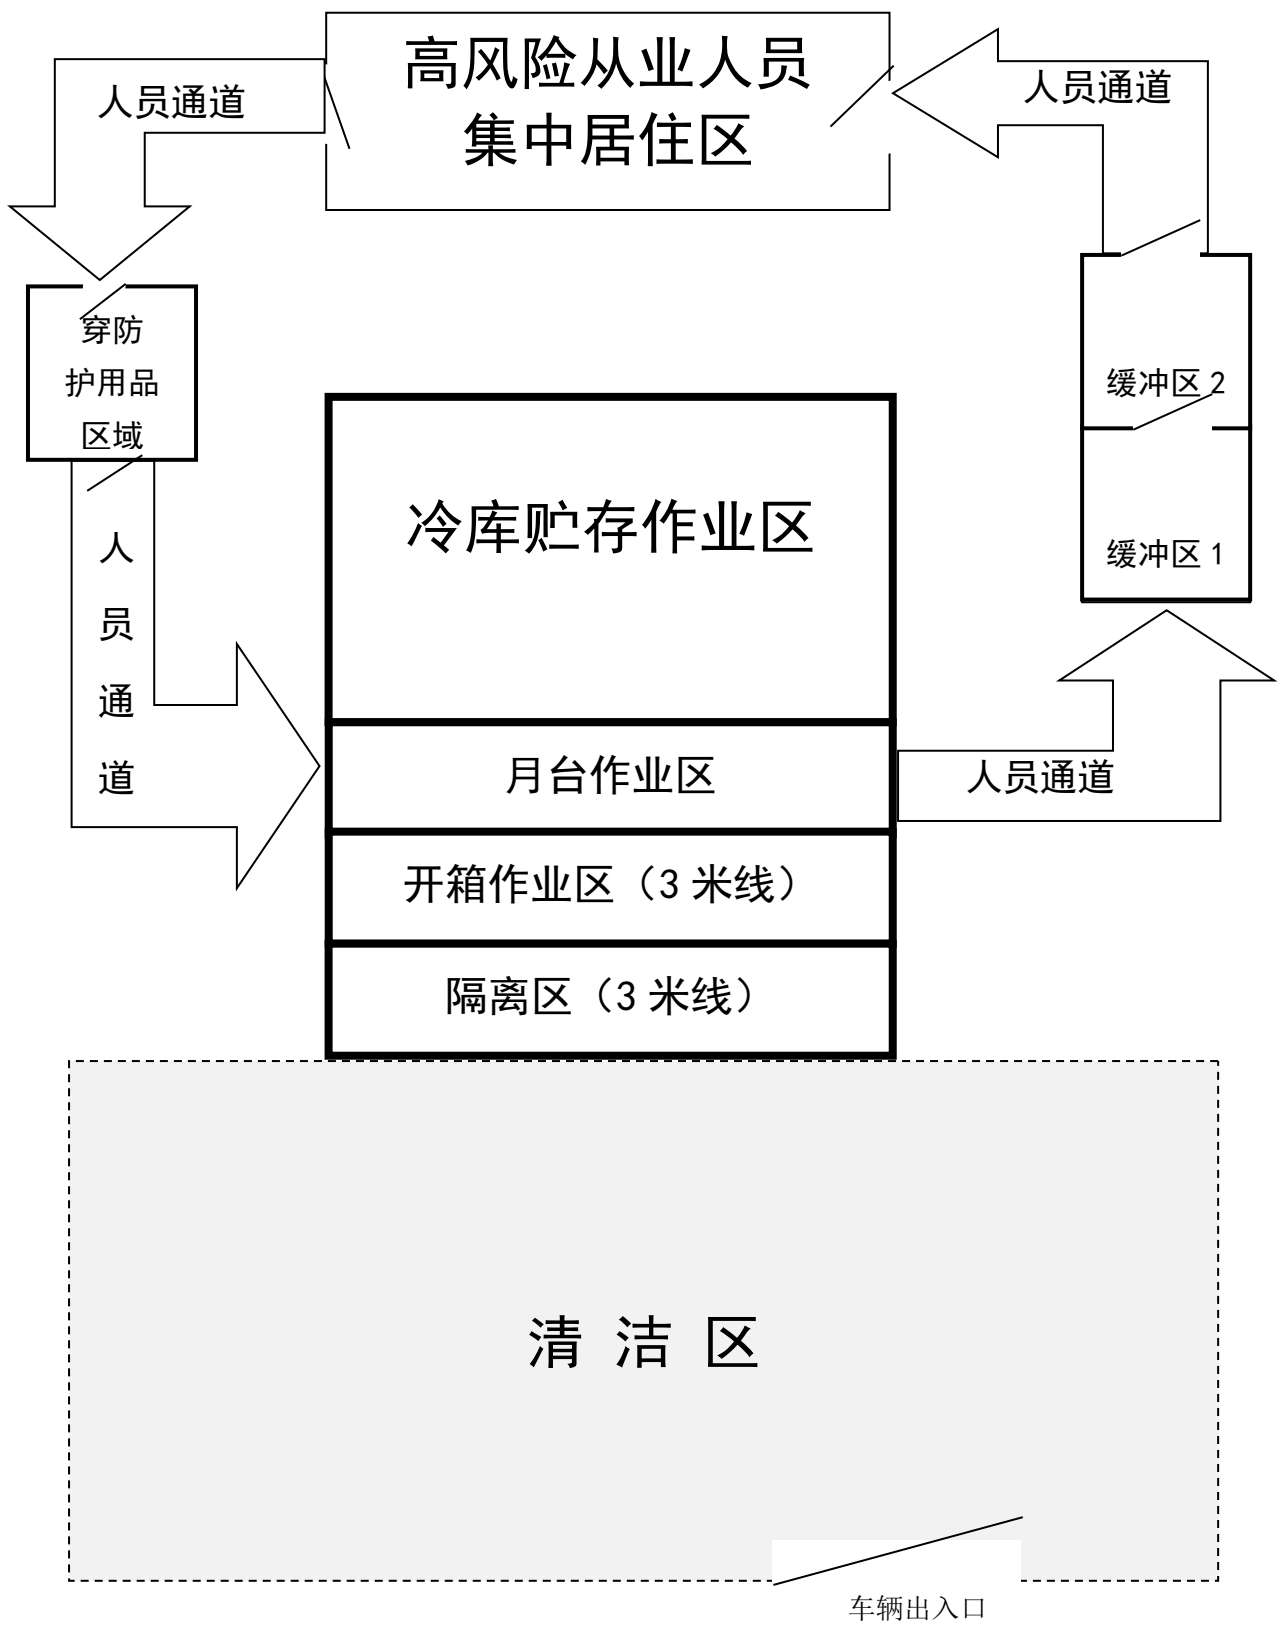 高风险从业人员
集中居住区
人员通道
人员通道
穿防
护用品
区域
缓冲区 2
缓冲区 1
冷库贮存作业区
人
员
通
道
月台作业区
人员通道
开箱作业区（3 米线）
隔离区（3 米线）
清 洁 区
车辆出入口